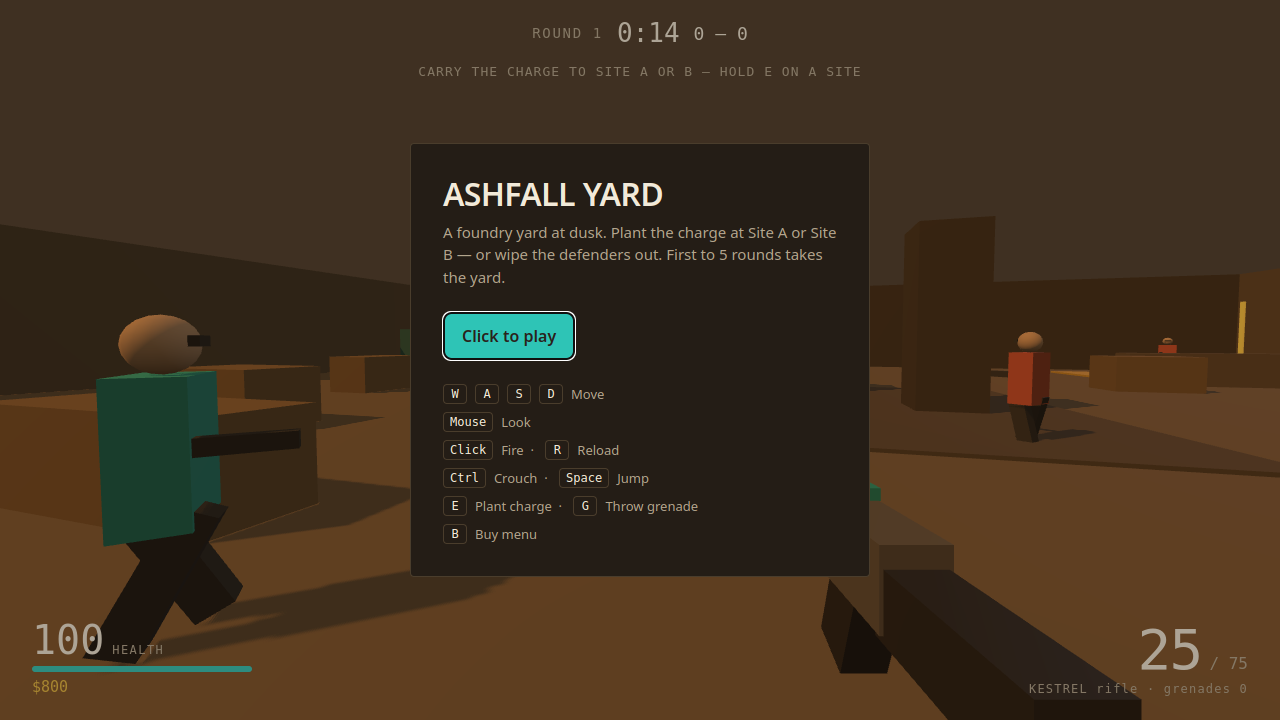 ROUND 1 0:14 0 — 0
CARRY THE CHARGE TO SITE A OR B — HOLD E ON A SITE
ASHFALL YARD
A foundry yard at dusk. Plant the charge at Site A or Site
B — or wipe the defenders out. First to 5 rounds takes
the yard.
Click to play
W A S D Move
Mouse Look
Click Fire · R Reload
Ctrl Crouch · Space Jump
E Plant charge · G Throw grenade
B Buy menu
100 HEALTH
$800
25 / 75
KESTREL rifle · grenades 0